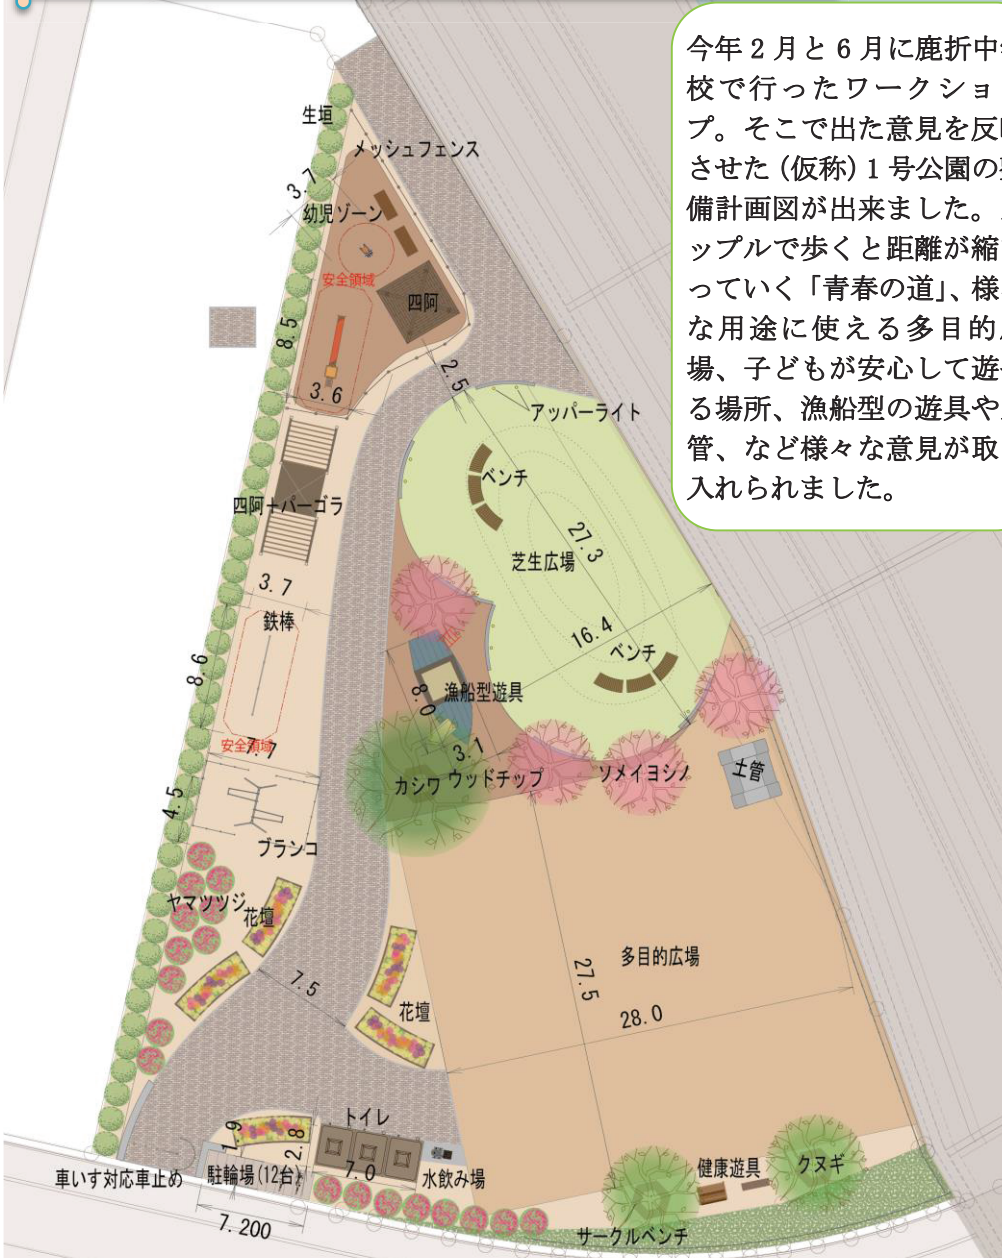 今年2月と6月に鹿折中
校で行ったワークショッ
プ。そこで出た意見を反
させた(仮称)1号公園の
備計画図が出来ました。
ップルで歩くと距離が縮
っていく「青春の道」、様
な用途に使える多目的
場、子どもが安心して遊
る場所、漁船型の遊具や
管、など様々な意見が取
入れられました。
生垣
メッシュフェンス
3.7
幼児ゾーン
安全領域
四阿
8.5
3.6
2.5
アッパーライト
ベンチ
四阿+パーゴラ
27.3
芝生広場
3.7
鉄棒
16.4
ベンチ
8.6
8.0
漁船型遊具
安全領域
7.7
3.1
カシワ
ウッドチップ
ソメイヨシノ
土管
4.5
ブランコ
ヤマツツジ
花壇
多目的広場
27.5
7.5
花壇
28.0
トイレ
1.9
2.8
7.0
車いす対応車止め
駐輪場(12台)
水飲み場
健康遊具
クヌギ
7.200
サークルベンチ